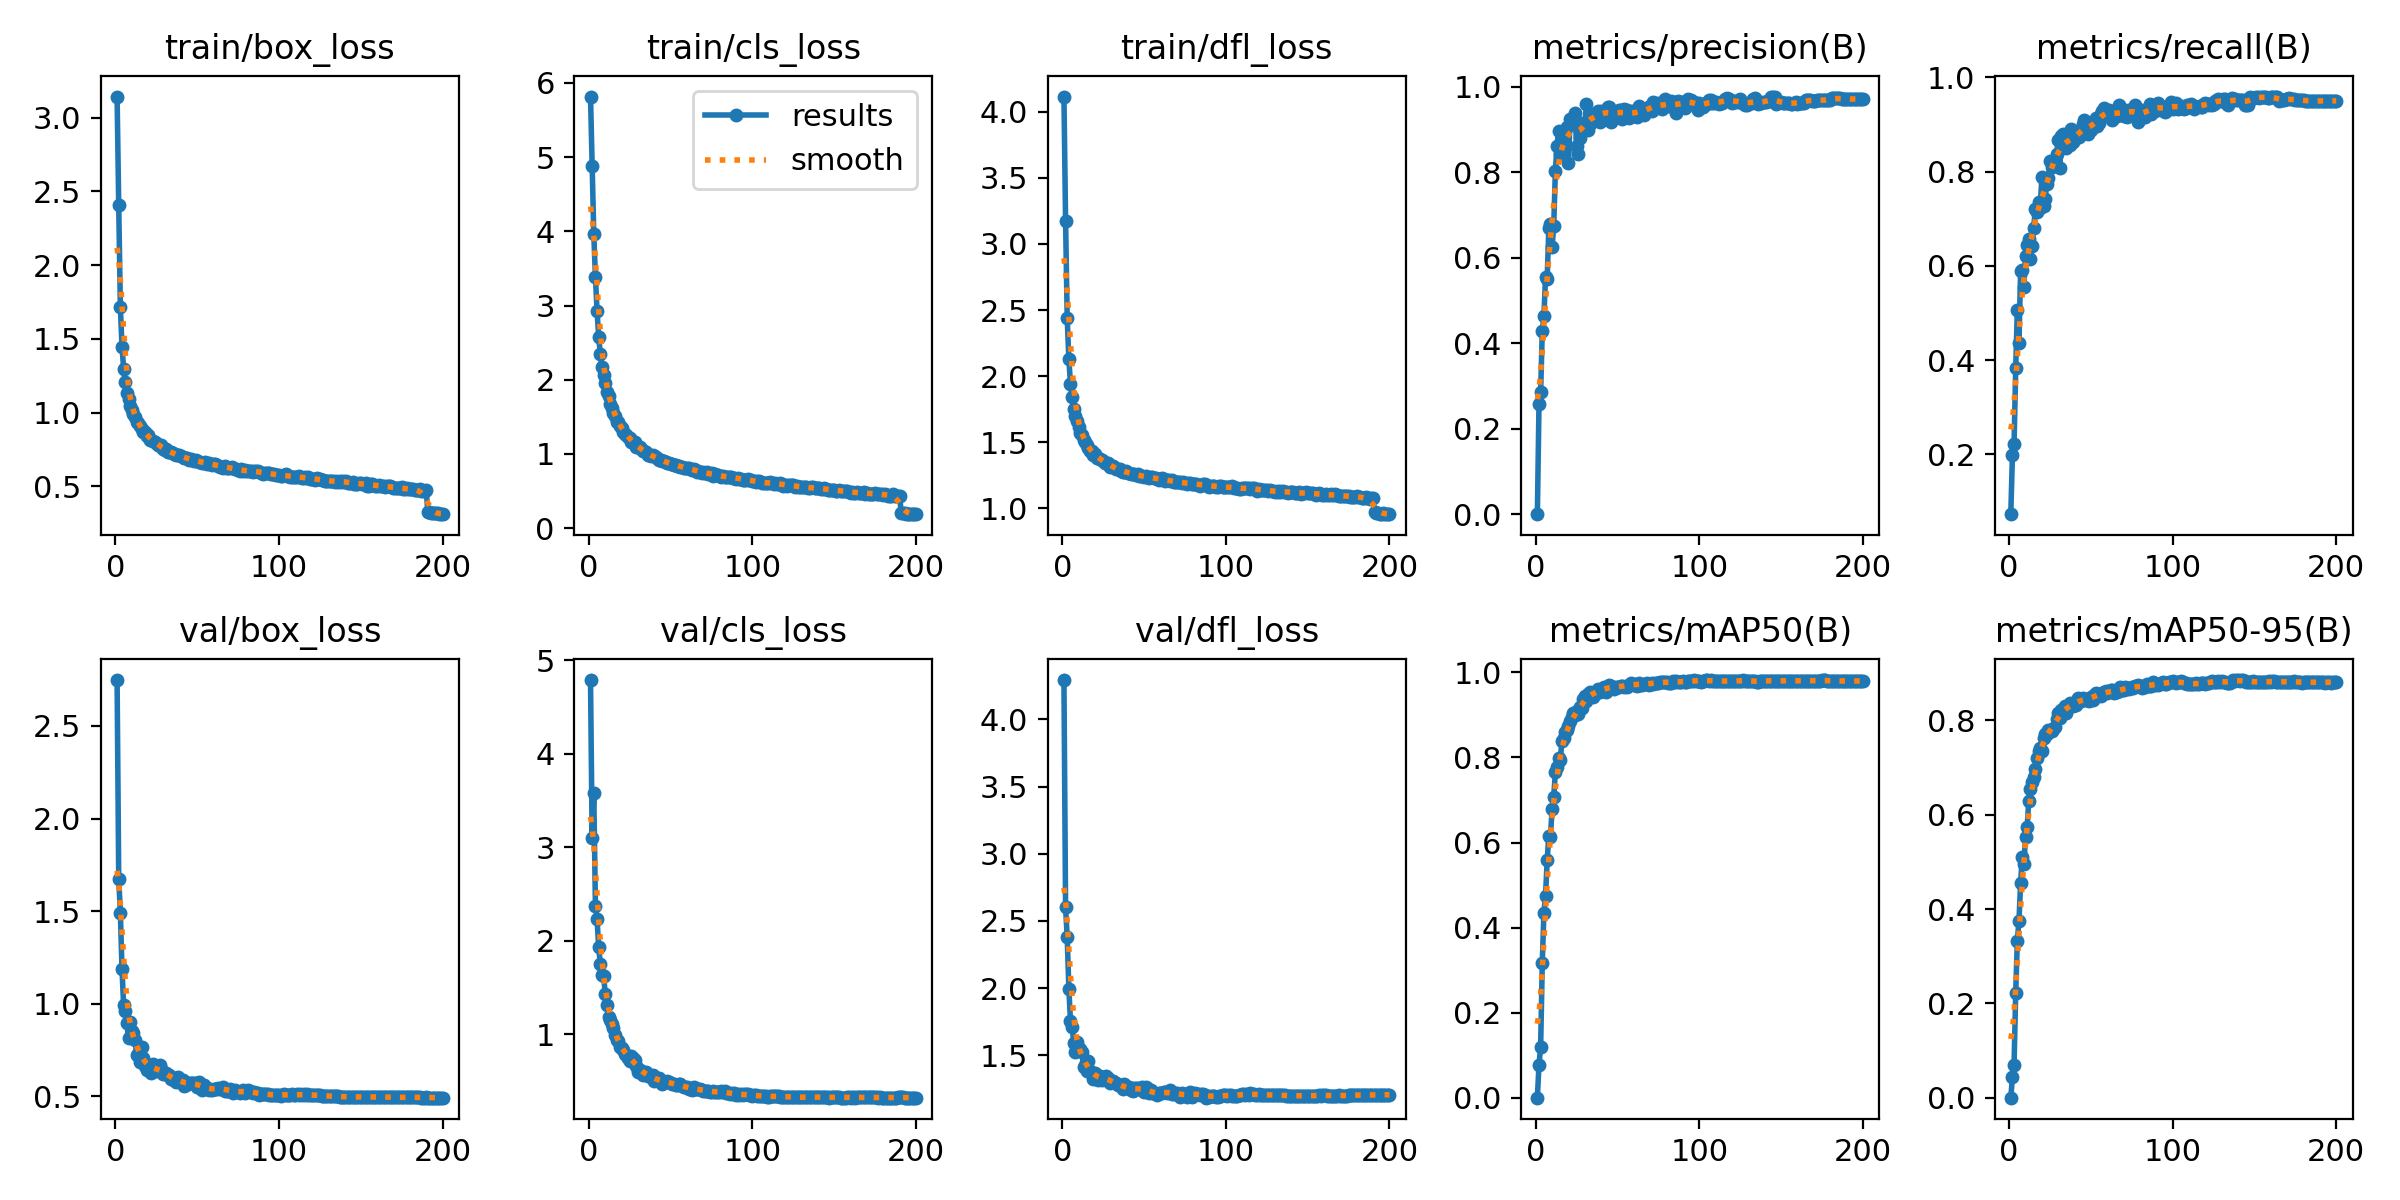 train/box_loss
3.0
2.5
2.0
1.5
1.0
0.5
0 100 200
train/cls_loss
6
5
4
3
2
1
0
0 100 200
results
smooth
train/dfl_loss
4.0
3.5
3.0
2.5
2.0
1.5
1.0
0 100 200
metrics/precision(B)
1.0
0.8
0.6
0.4
0.2
0.0
0 100 200
metrics/recall(B)
1.0
0.8
0.6
0.4
0.2
0 100 200
val/box_loss
2.5
2.0
1.5
1.0
0.5
0 100 200
val/cls_loss
5
4
3
2
1
0 100 200
val/dfl_loss
4.0
3.5
3.0
2.5
2.0
1.5
0 100 200
metrics/mAP50(B)
1.0
0.8
0.6
0.4
0.2
0.0
0 100 200
metrics/mAP50-95(B)
0.8
0.6
0.4
0.2
0.0
0 100 200